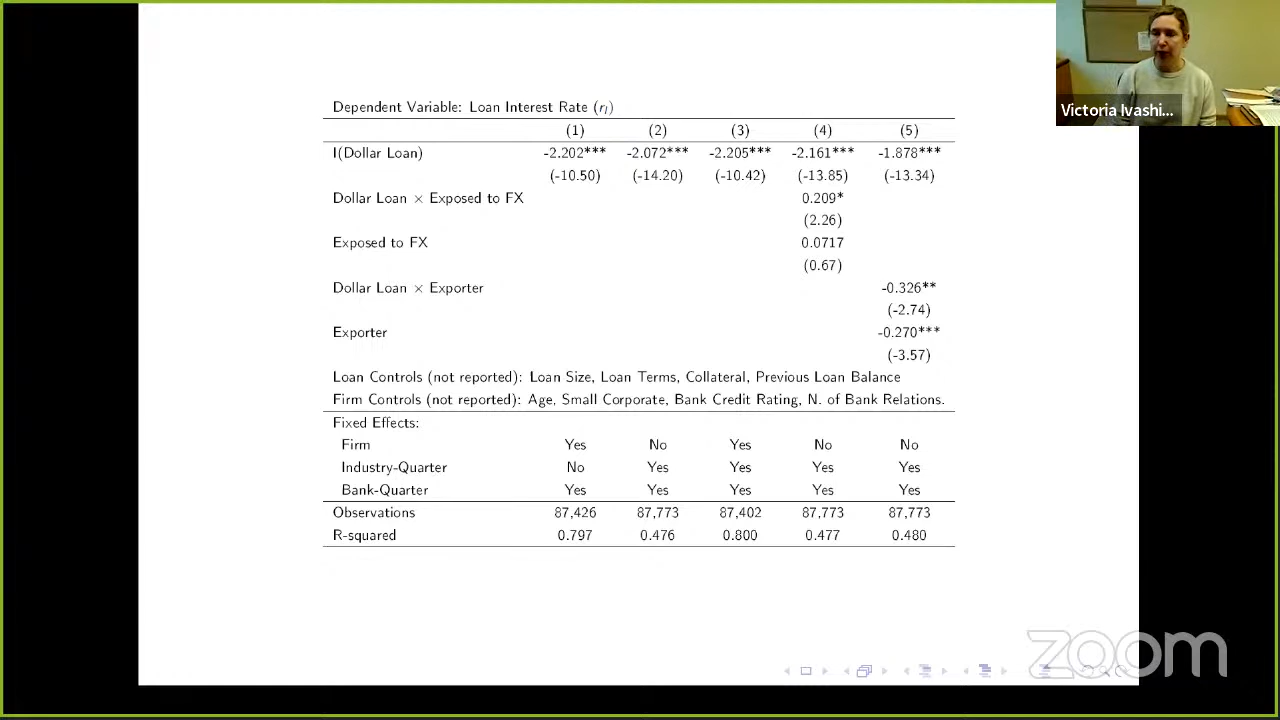 Victoria Ivashi...
Dependent Variable: Loan Interest Rate (r_l)
(1) (2) (3) (4) (5)
I(Dollar Loan) -2.202*** -2.072*** -2.205*** -2.161*** -1.878***
(-10.50) (-14.20) (-10.42) (-13.85) (-13.34)
Dollar Loan × Exposed to FX 0.209*
(2.26)
Exposed to FX 0.0717
(0.67)
Dollar Loan × Exporter -0.326**
(-2.74)
Exporter -0.270***
(-3.57)
Loan Controls (not reported): Loan Size, Loan Terms, Collateral, Previous Loan Balance
Firm Controls (not reported): Age, Small Corporate, Bank Credit Rating, N. of Bank Relations.
Fixed Effects:
Firm Yes No Yes No No
Industry-Quarter No Yes Yes Yes Yes
Bank-Quarter Yes Yes Yes Yes Yes
Observations 87,426 87,773 87,402 87,773 87,773
R-squared 0.797 0.476 0.800 0.477 0.480
zoom